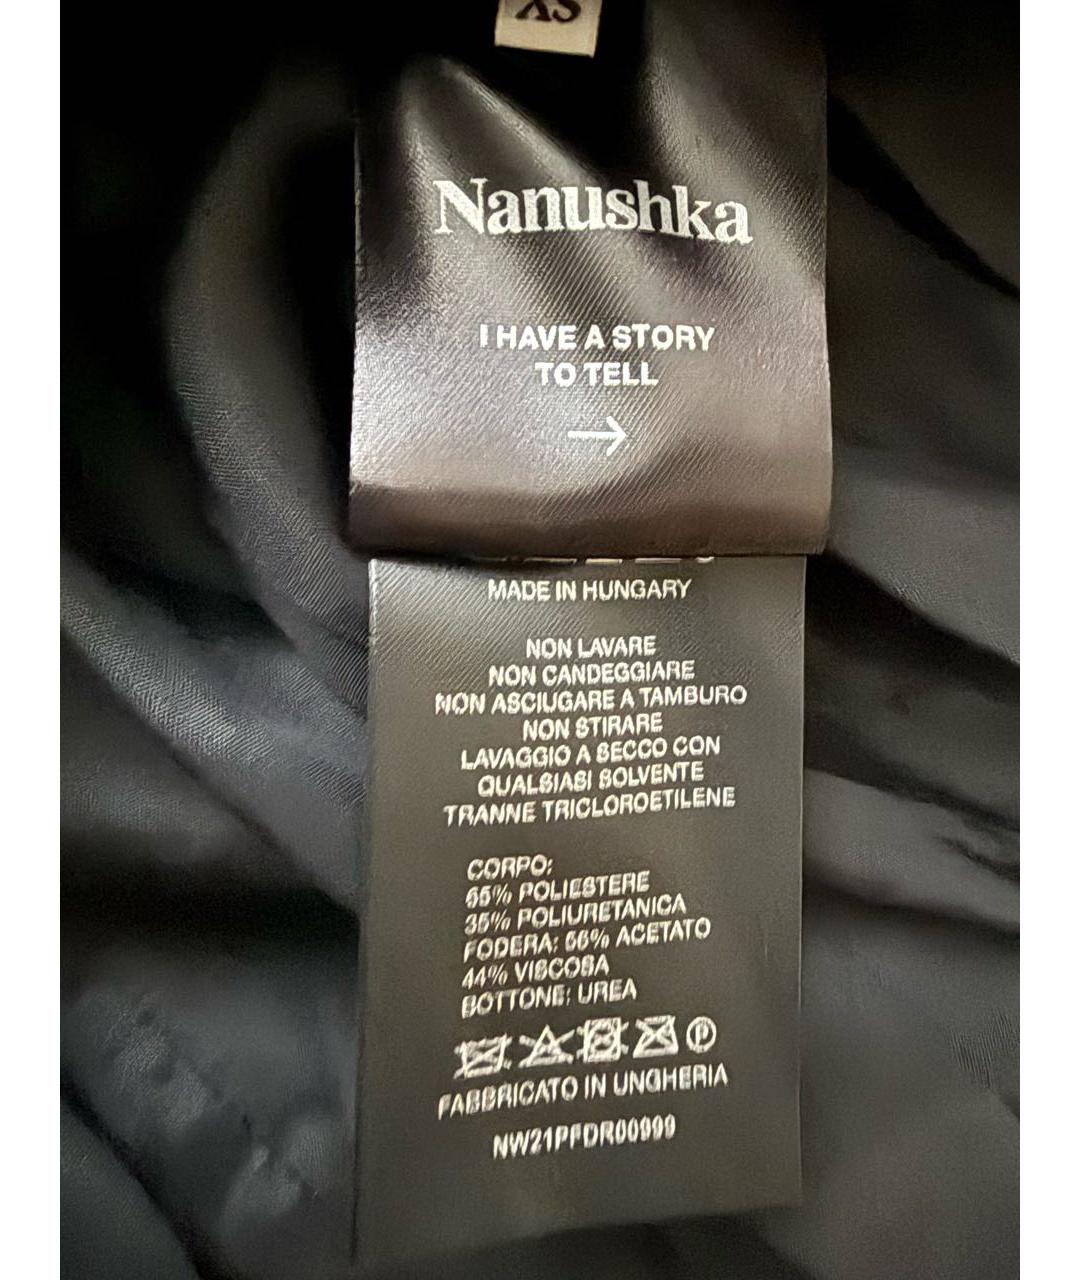 XS
Nanushka
I HAVE A STORY
TO TELL
→
MADE IN HUNGARY
NON LAVARE
NON CANDEGGIARE
NON ASCIUGARE A TAMBURO
NON STIRARE
LAVAGGIO A SECCO CON
QUALSIASI SOLVENTE
TRANNE TRICLOROETILENE
CORPO:
65% POLIESTERE
35% POLIURETANICA
FODERA: 56% ACETATO
44% VISCOSA
BOTTONE: UREA
P
FABBRICATO IN UNGHERIA
NW21PFDR00999